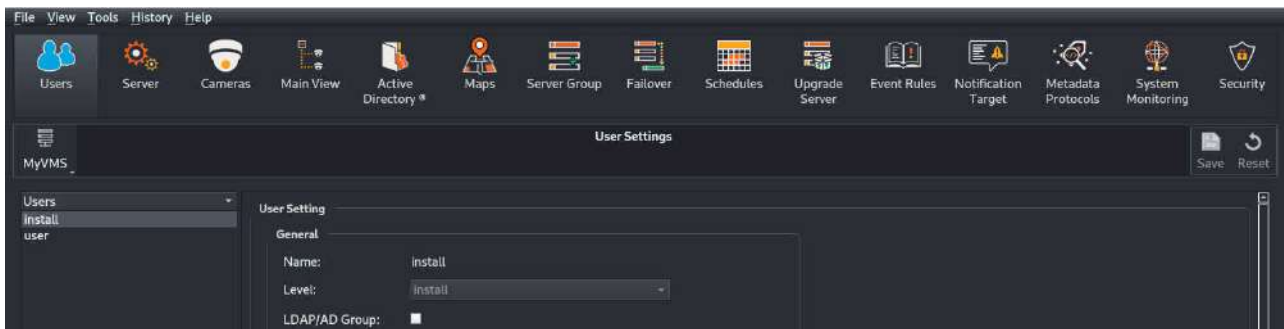 File View Tools History Help
Users Server Cameras Main View Active Directory ® Maps Server Group Failover Schedules Upgrade Server Event Rules Notification Target Metadata Protocols System Monitoring Security
MyVMS User Settings Save Reset
Users User Setting
install General
user
Name: install
Level: install
LDAP/AD Group: